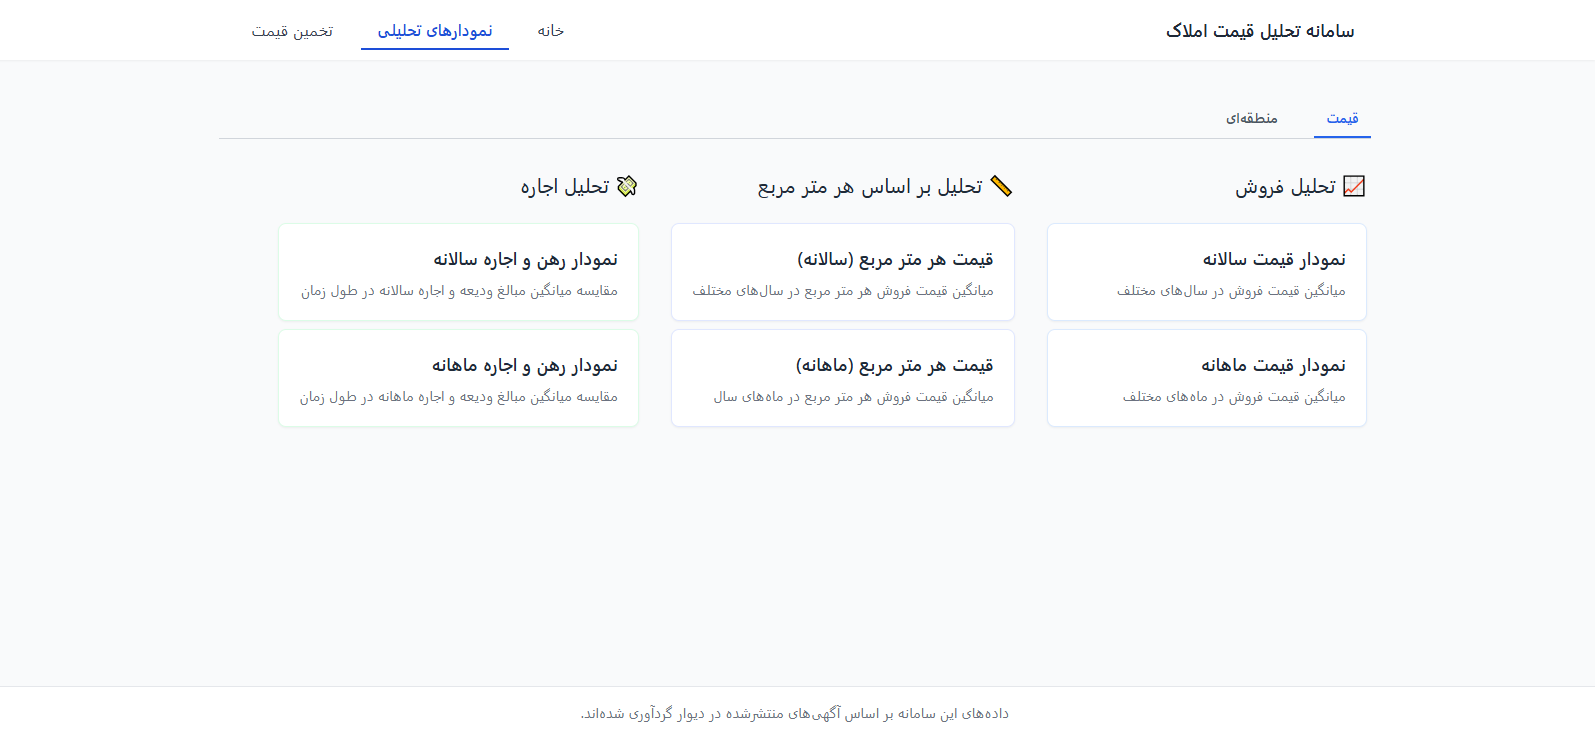 سامانه تحلیل قیمت املاک
خانه
نمودارهای تحلیلی
تخمین قیمت
قیمت
منطقه‌ای
تحلیل فروش
نمودار قیمت سالانه
میانگین قیمت فروش در سال‌های مختلف
نمودار قیمت ماهانه
میانگین قیمت فروش در ماه‌های مختلف
تحلیل بر اساس هر متر مربع
قیمت هر متر مربع (سالانه)
میانگین قیمت فروش هر متر مربع در سال‌های مختلف
قیمت هر متر مربع (ماهانه)
میانگین قیمت فروش هر متر مربع در ماه‌های سال
تحلیل اجاره
نمودار رهن و اجاره سالانه
مقایسه میانگین مبالغ ودیعه و اجاره سالانه در طول زمان
نمودار رهن و اجاره ماهانه
مقایسه میانگین مبالغ ودیعه و اجاره ماهانه در طول زمان
داده‌های این سامانه بر اساس آگهی‌های منتشرشده در دیوار گردآوری شده‌اند.